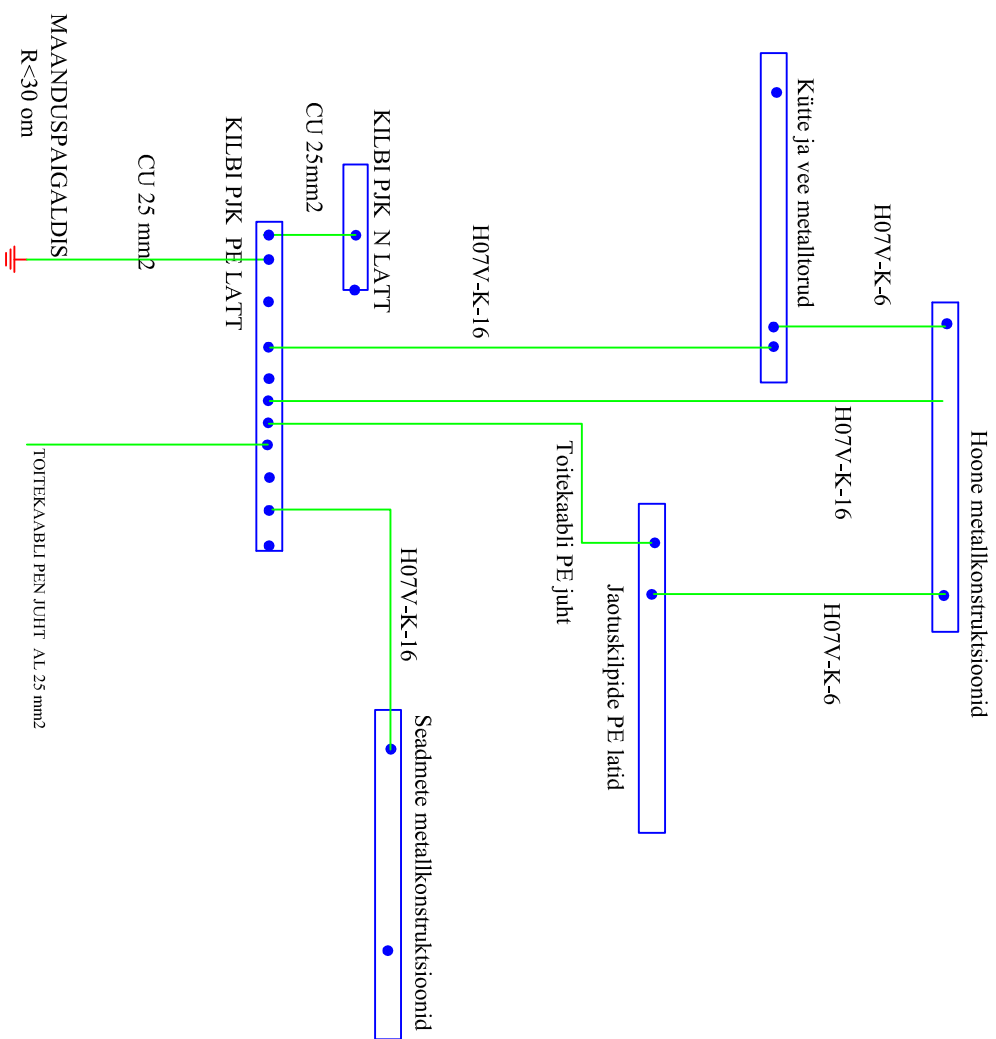 Hoone metallkonstruktsioonid
H07V-K-6
Kütte ja vee metalltorud
H07V-K-16
H07V-K-6
Jaotuskilpide PE latid
Toitekaabli PE juht
H07V-K-16
KILBI PJK N LATT
CU 25mm2
H07V-K-16
Seadmete metallkonstruktsioonid
KILBI PJK PE LATT
CU 25 mm2
MAANDUSPAIGALDIS
R<30 om
TOITEKAABLI PEN JUHT AL 25 mm2